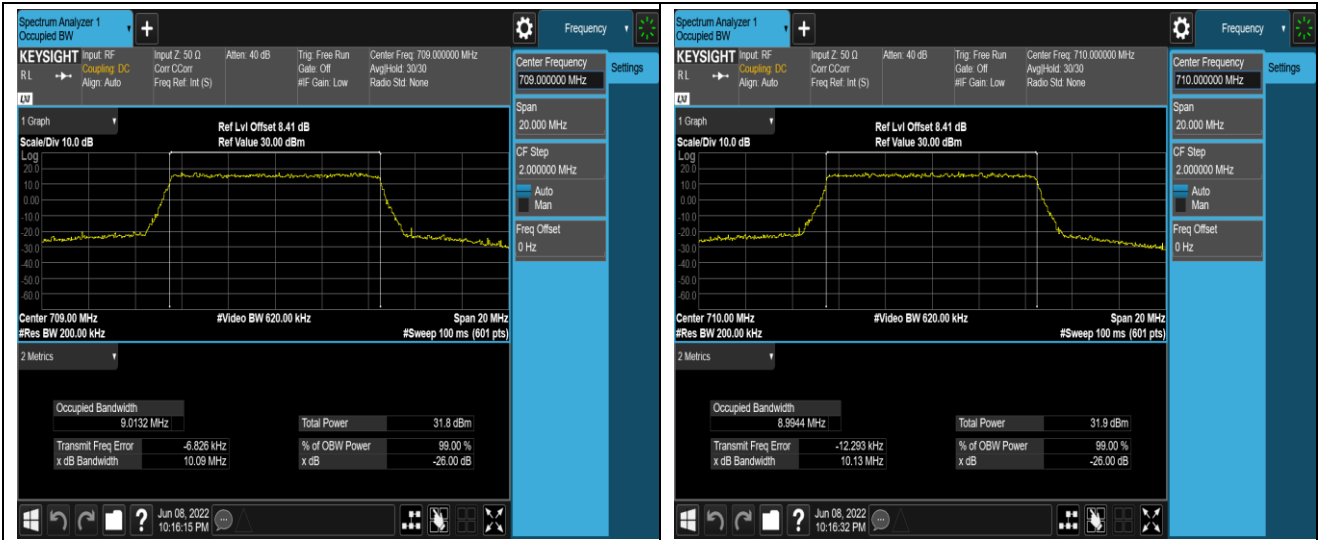 Spectrum Analyzer 1
Occupied BW
Frequency
KEYSIGHT Input: RF Input Z: 50 Ω Atten: 40 dB Trig: Free Run Center Freq: 709.000000 MHz
RL Coupling: DC Corr CCorr Gate: Off Avg|Hold: 30/30
Align: Auto Freq Ref: Int (S) #IF Gain: Low Radio Std: None
LXI
Center Frequency
709.000000 MHz
Settings
Span
20.000 MHz
CF Step
2.000000 MHz
Auto
Man
Freq Offset
0 Hz
1 Graph
Ref Lvl Offset 8.41 dB
Scale/Div 10.0 dB Ref Value 30.00 dBm
Log
20.0
10.0
0.00
-10.0
-20.0
-30.0
-40.0
-50.0
-60.0
Center 709.00 MHz #Video BW 620.00 kHz Span 20 MHz
#Res BW 200.00 kHz #Sweep 100 ms (601 pts)
2 Metrics
Occupied Bandwidth
9.0132 MHz Total Power 31.8 dBm
Transmit Freq Error -6.826 kHz % of OBW Power 99.00 %
x dB Bandwidth 10.09 MHz x dB -26.00 dB
? Jun 08, 2022
10:16:15 PM
Spectrum Analyzer 1
Occupied BW
Frequency
KEYSIGHT Input: RF Input Z: 50 Ω Atten: 40 dB Trig: Free Run Center Freq: 710.000000 MHz
RL Coupling: DC Corr CCorr Gate: Off Avg|Hold: 30/30
Align: Auto Freq Ref: Int (S) #IF Gain: Low Radio Std: None
LXI
Center Frequency
710.000000 MHz
Settings
Span
20.000 MHz
CF Step
2.000000 MHz
Auto
Man
Freq Offset
0 Hz
1 Graph
Ref Lvl Offset 8.41 dB
Scale/Div 10.0 dB Ref Value 30.00 dBm
Log
20.0
10.0
0.00
-10.0
-20.0
-30.0
-40.0
-50.0
-60.0
Center 710.00 MHz #Video BW 620.00 kHz Span 20 MHz
#Res BW 200.00 kHz #Sweep 100 ms (601 pts)
2 Metrics
Occupied Bandwidth
8.9944 MHz Total Power 31.9 dBm
Transmit Freq Error -12.293 kHz % of OBW Power 99.00 %
x dB Bandwidth 10.13 MHz x dB -26.00 dB
? Jun 08, 2022
10:16:32 PM